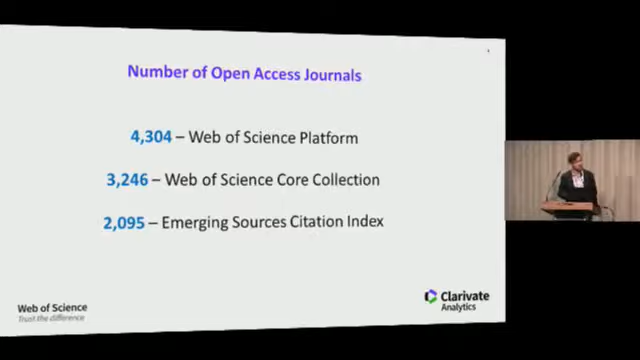 Number of Open Access Journals
4,304 – Web of Science Platform
3,246 – Web of Science Core Collection
2,095 – Emerging Sources Citation Index
Web of Science
Trust the difference
Clarivate
Analytics